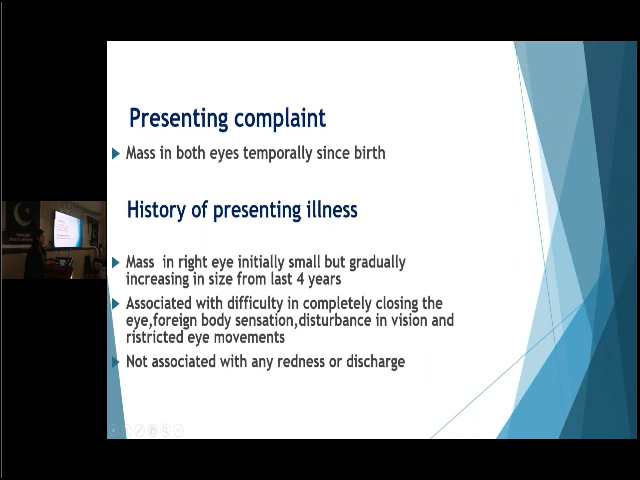 Presenting complaint
Mass in both eyes temporally since birth
History of presenting illness
Mass in right eye initially small but gradually
increasing in size from last 4 years
Associated with difficulty in completely closing the
eye,foreign body sensation,disturbance in vision and
ristricted eye movements
Not associated with any redness or discharge